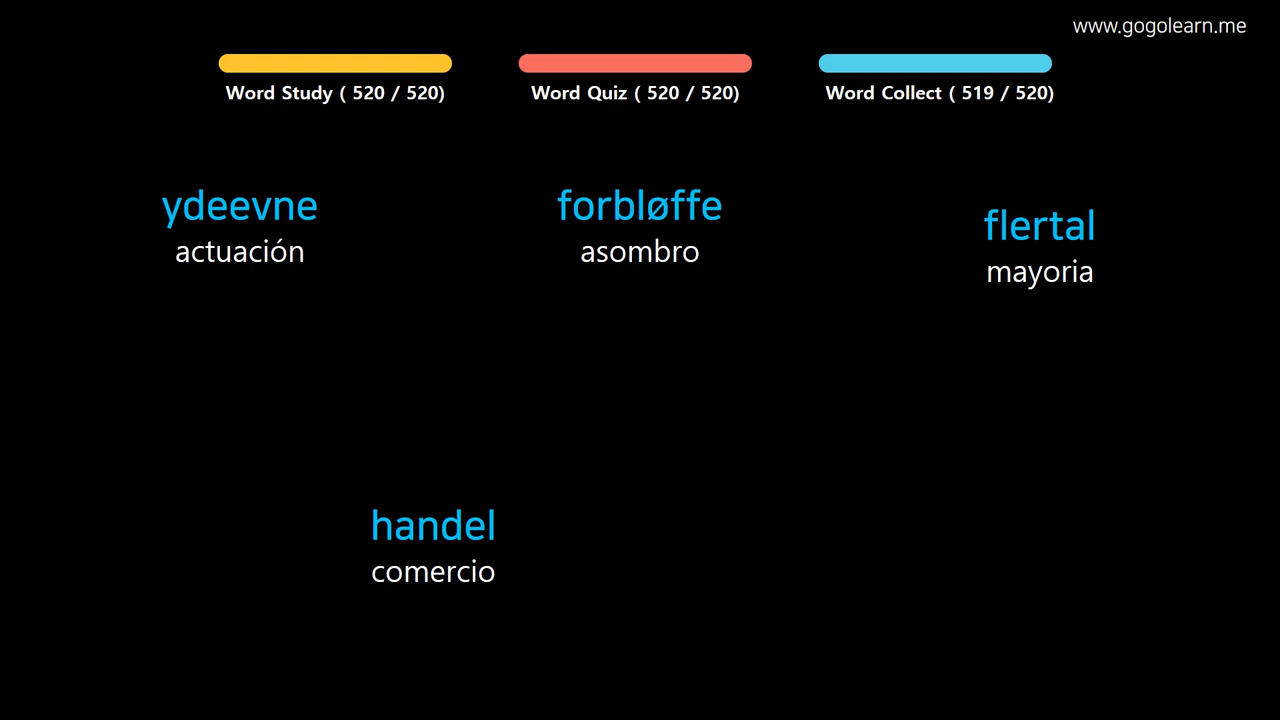 www.gogolearn.me
Word Study ( 520 / 520)
Word Quiz ( 520 / 520)
Word Collect ( 519 / 520)
ydeevne
actuación
forbløffe
asombro
flertal
mayoria
handel
comercio